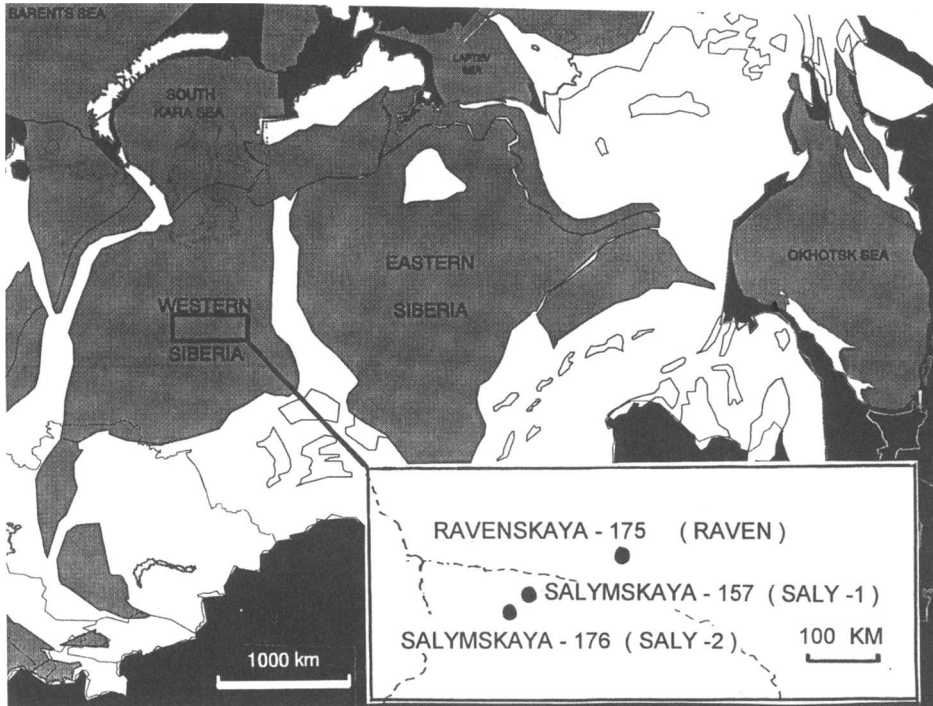 BARENTS SEA
LAPTEV
SEA
SOUTH
KARA SEA
EASTERN
SIBERIA
OKHOTSK SEA
WESTERN
SIBERIA
RAVENSKAYA - 175 ( RAVEN )
SALYMSKAYA - 157 ( SALY -1 )
SALYMSKAYA - 176 ( SALY -2 )
100 KM
1000 km